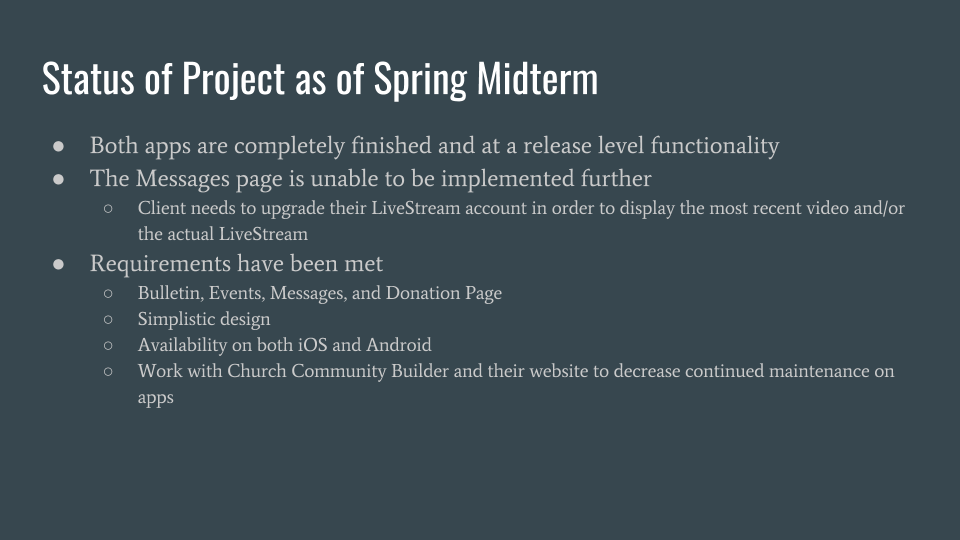 Status of Project as of Spring Midterm
● Both apps are completely finished and at a release level functionality
● The Messages page is unable to be implemented further
○ Client needs to upgrade their LiveStream account in order to display the most recent video and/or
the actual LiveStream
● Requirements have been met
○ Bulletin, Events, Messages, and Donation Page
○ Simplistic design
○ Availability on both iOS and Android
○ Work with Church Community Builder and their website to decrease continued maintenance on
apps